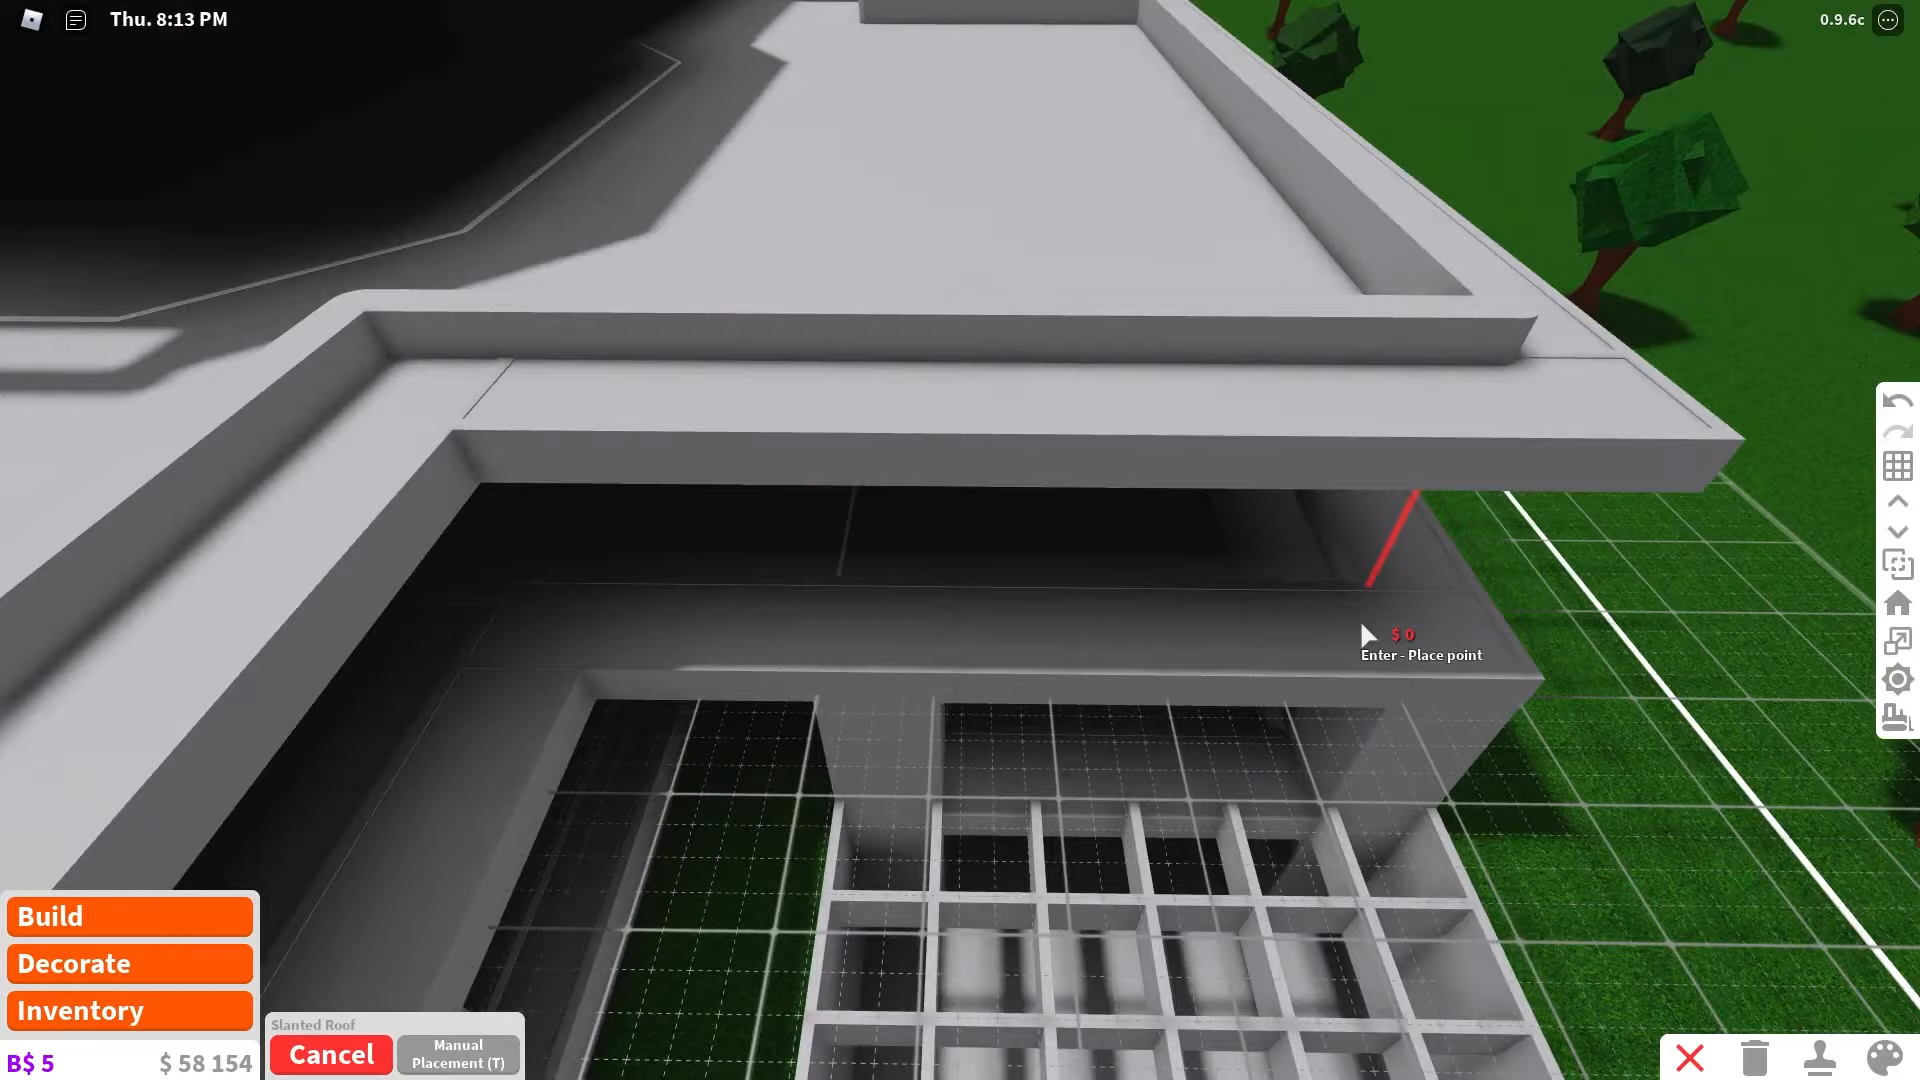 Thu. 8:13 PM
0.9.6c
$ 0
Enter - Place point
Build
Decorate
Inventory
Slanted Roof
Cancel
Manual
Placement (T)
B$ 5
$ 58 154